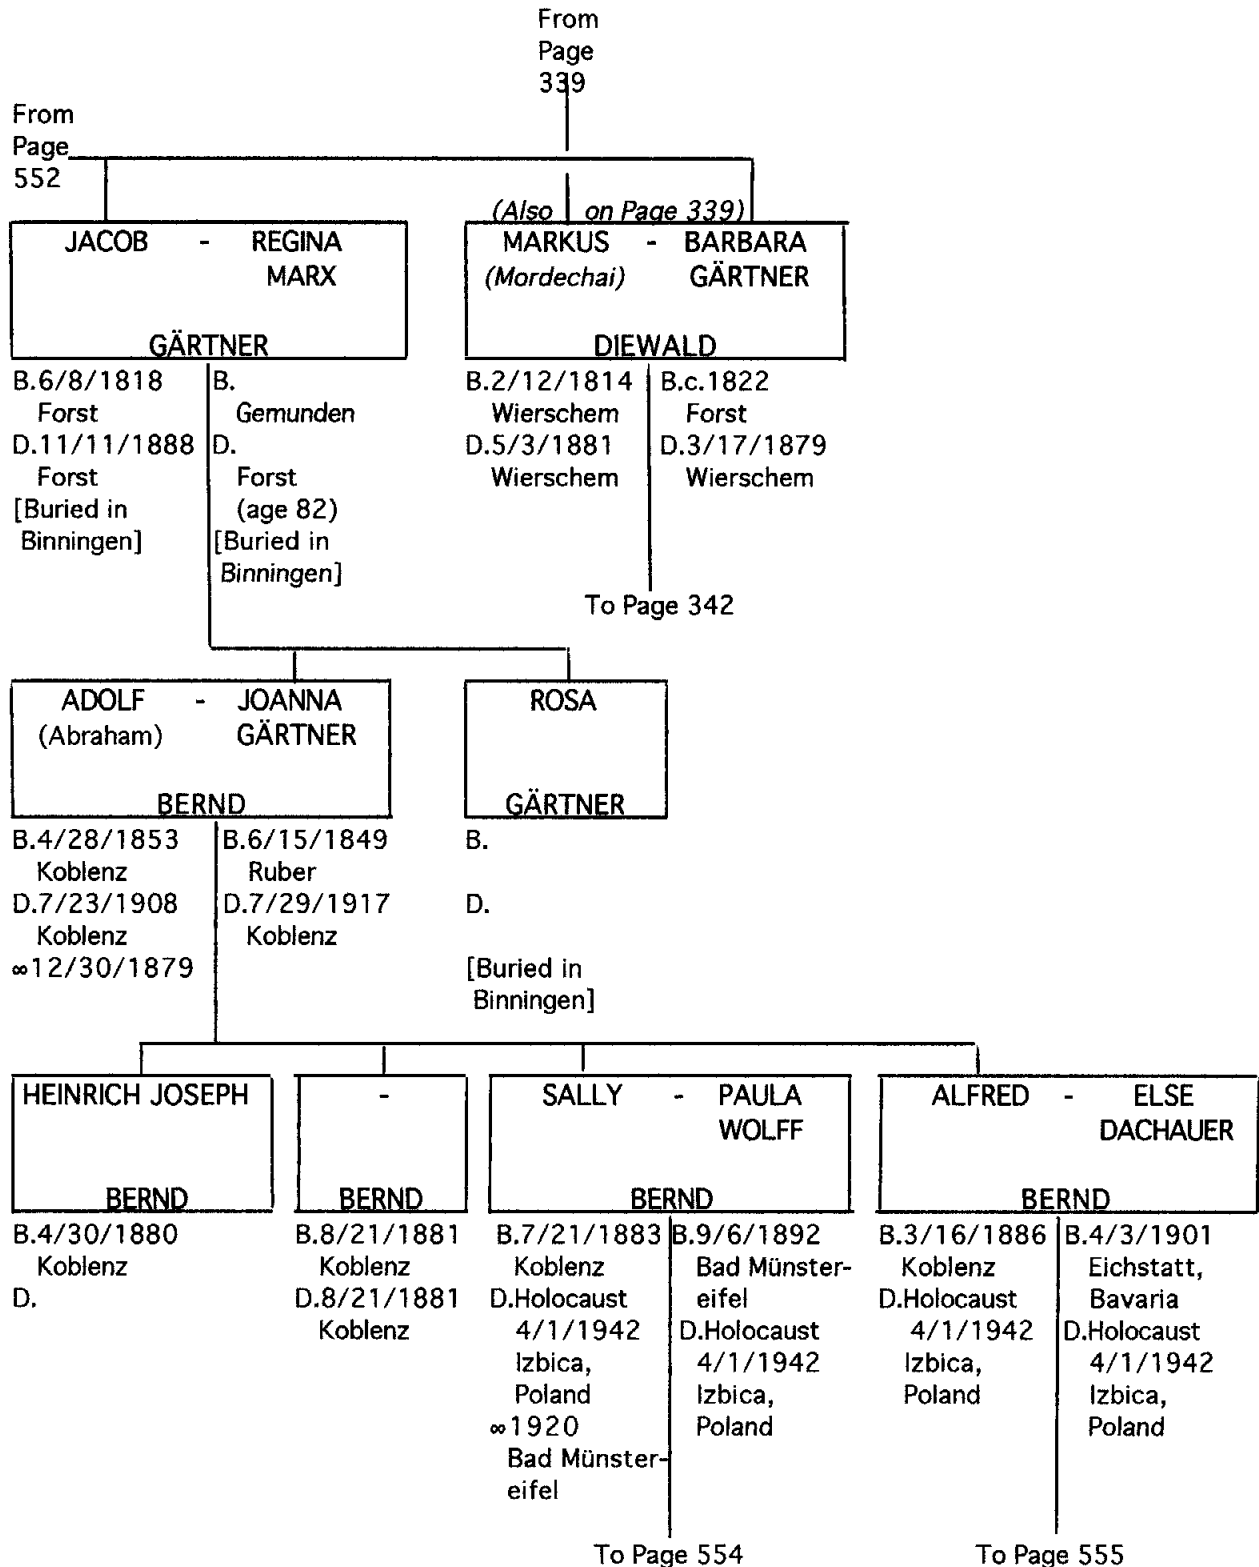 From
Page
339
From
Page
552
(Also on Page 339)
JACOB - REGINA
MARX
GÄRTNER
B.6/8/1818
Forst
D.11/11/1888
Forst
[Buried in
Binningen]
B.
Gemunden
D.
Forst
(age 82)
[Buried in
Binningen]
MARKUS - BARBARA
(Mordechai) GÄRTNER
DIEWALD
B.2/12/1814
Wierschem
D.5/3/1881
Wierschem
B.c.1822
Forst
D.3/17/1879
Wierschem
To Page 342
ADOLF - JOANNA
(Abraham) GÄRTNER
BERND
B.4/28/1853
Koblenz
D.7/23/1908
Koblenz
∞12/30/1879
B.6/15/1849
Ruber
D.7/29/1917
Koblenz
ROSA
GÄRTNER
B.
D.
[Buried in
Binningen]
HEINRICH JOSEPH
BERND
B.4/30/1880
Koblenz
D.
-
BERND
B.8/21/1881
Koblenz
D.8/21/1881
Koblenz
SALLY - PAULA
WOLFF
BERND
B.7/21/1883
Koblenz
D.Holocaust
4/1/1942
Izbica,
Poland
∞1920
Bad Münster-
eifel
B.9/6/1892
Bad Münster-
eifel
D.Holocaust
4/1/1942
Izbica,
Poland
To Page 554
ALFRED - ELSE
DACHAUER
BERND
B.3/16/1886
Koblenz
D.Holocaust
4/1/1942
Izbica,
Poland
B.4/3/1901
Eichstatt,
Bavaria
D.Holocaust
4/1/1942
Izbica,
Poland
To Page 555